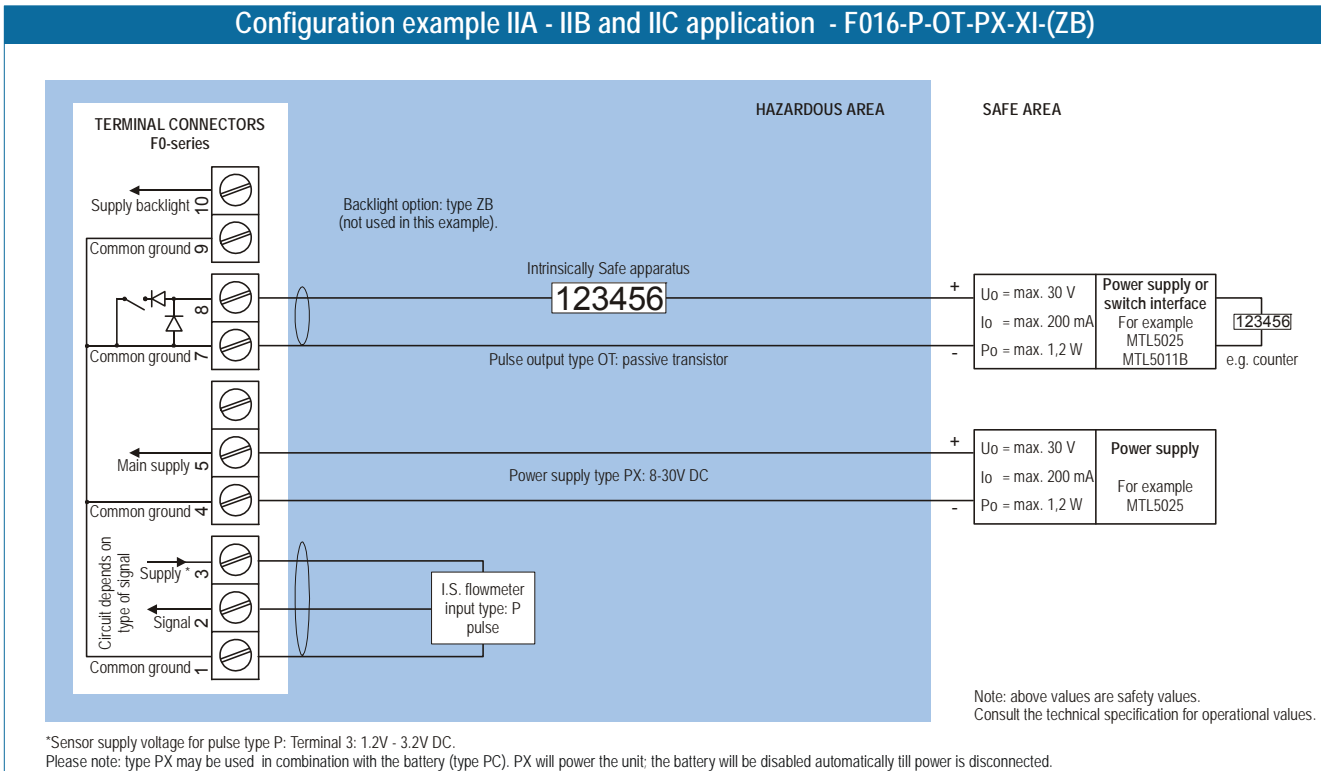 Configuration example IIA - IIB and IIC application - F016-P-OT-PX-XI-(ZB)
HAZARDOUS AREA
SAFE AREA
TERMINAL CONNECTORS
F0-series
Supply backlight
10
Common ground
9
8
Common ground
7
Main supply
5
Common ground
4
Circuit depends on
type of signal
Supply *
3
Signal
2
Common ground
1
Backlight option: type ZB
(not used in this example).
Intrinsically Safe apparatus
123456
Pulse output type OT: passive transistor
Power supply type PX: 8-30V DC
I.S. flowmeter
input type: P
pulse
+
-
Uo = max. 30 V
Io = max. 200 mA
Po = max. 1,2 W
Power supply or
switch interface
For example
MTL5025
MTL5011B
123456
e.g. counter
+
-
Uo = max. 30 V
Io = max. 200 mA
Po = max. 1,2 W
Power supply
For example
MTL5025
Note: above values are safety values.
Consult the technical specification for operational values.
*Sensor supply voltage for pulse type P: Terminal 3: 1.2V - 3.2V DC.
Please note: type PX may be used in combination with the battery (type PC). PX will power the unit; the battery will be disabled automatically till power is disconnected.